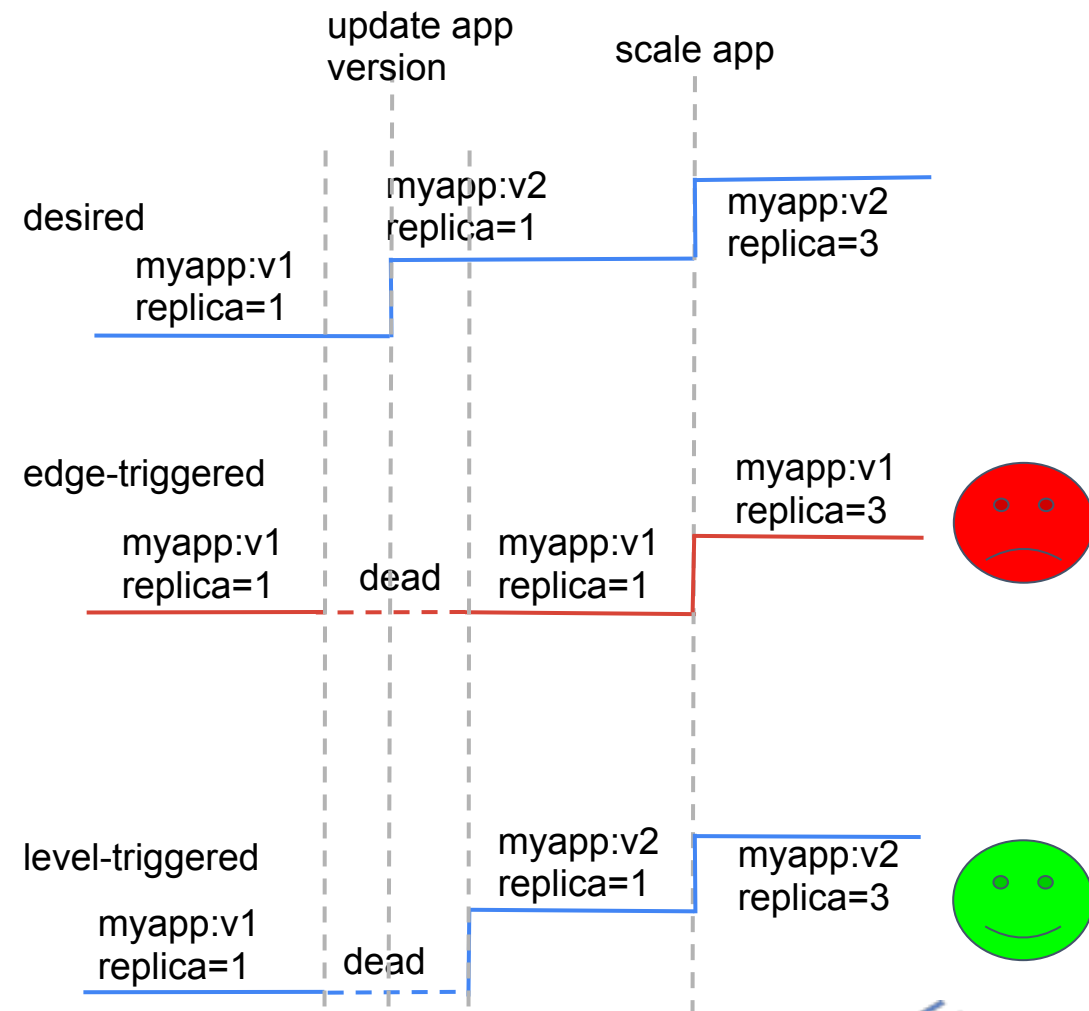 update app
version
scale app
desired
myapp:v1
replica=1
myapp:v2
replica=1
myapp:v2
replica=3
edge-triggered
myapp:v1
replica=1
dead
myapp:v1
replica=1
myapp:v1
replica=3
level-triggered
myapp:v1
replica=1
dead
myapp:v2
replica=1
myapp:v2
replica=3